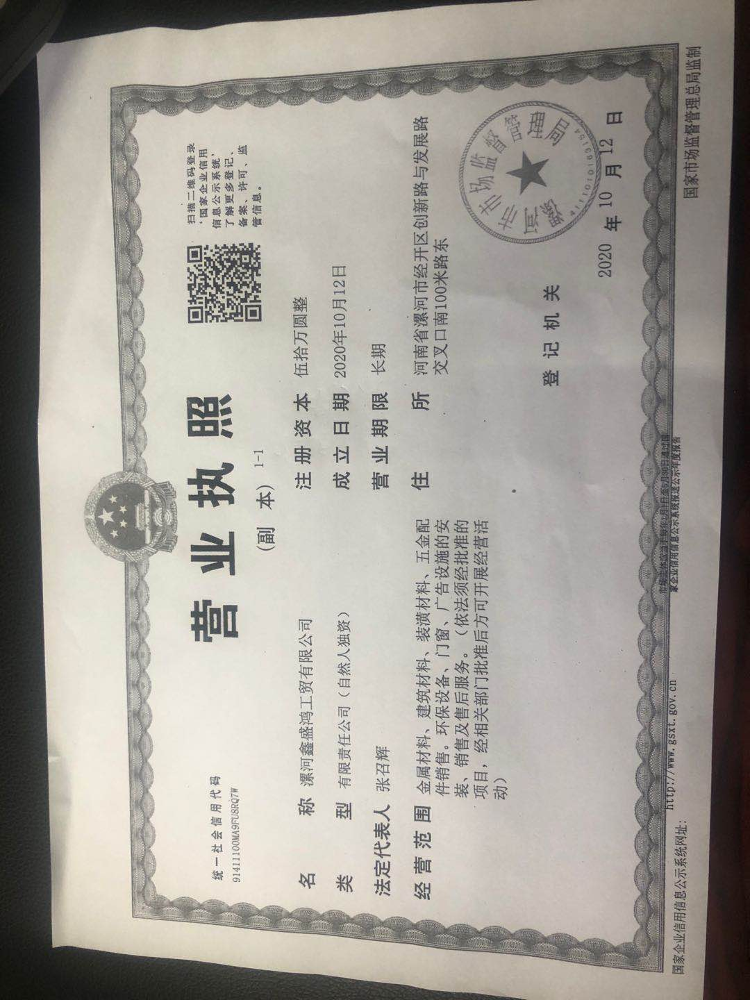 统一社会信用代码
91411100MA9FU8RQ7W
营业执照
(副 本) 1-1
扫描二维码登录
‘国家企业信用
信息公示系统’
了解更多登记、
备案、许可、监
管信息。
名 称 漯河鑫盛鸿工贸有限公司
类 型 有限责任公司（自然人独资）
法定代表人 张召辉
经营范围 金属材料、建筑材料、装潢材料、五金配
件销售。环保设备、门窗、广告设施的安
装、销售及售后服务。（依法须经批准的
项目，经相关部门批准后方可开展经营活
动）
注册资本 伍拾万圆整
成立日期 2020年10月12日
营业期限 长期
住 所 河南省漯河市经开区创新路与发展路
交叉口南100米路东
登记机关
2020 年 10 月 12 日
国家企业信用信息公示系统网址: http://www.gsxt.gov.cn
市场主体应当于每年1月1日至6月30日通过国
家企业信用信息公示系统报送公示年度报告
国家市场监督管理总局监制